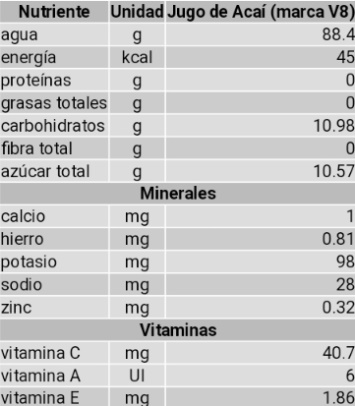 Nutriente Unidad Jugo de Acaí (marca V8)
agua g 88.4
energía kcal 45
proteínas g 0
grasas totales g 0
carbohidratos g 10.98
fibra total g 0
azúcar total g 10.57
Minerales
calcio mg 1
hierro mg 0.81
potasio mg 98
sodio mg 28
zinc mg 0.32
Vitaminas
vitamina C mg 40.7
vitamina A UI 6
vitamina E mg 1.86